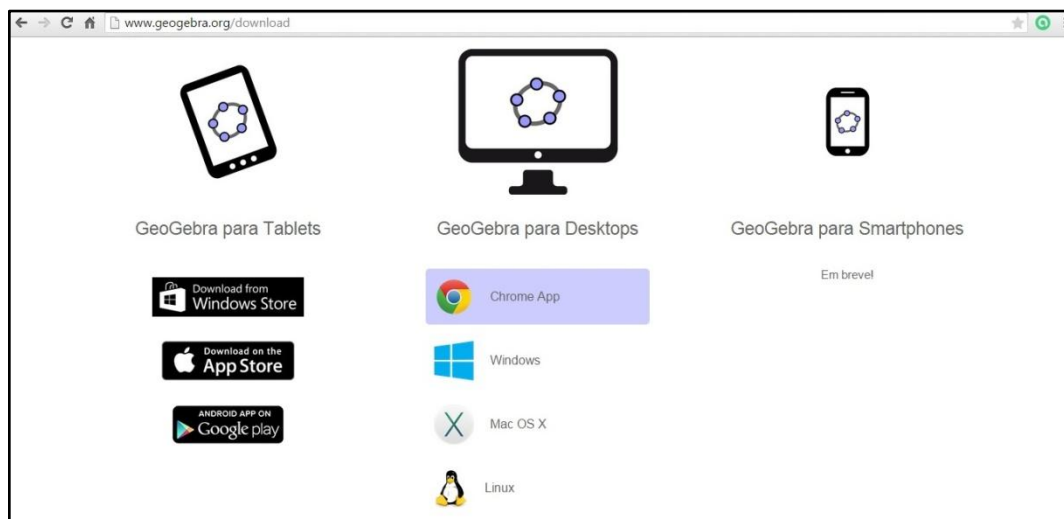 www.geogebra.org/download
GeoGebra para Tablets
Download from
Windows Store
Download on the
App Store
ANDROID APP ON
Google play
GeoGebra para Desktops
Chrome App
Windows
Mac OS X
Linux
GeoGebra para Smartphones
Em breve!